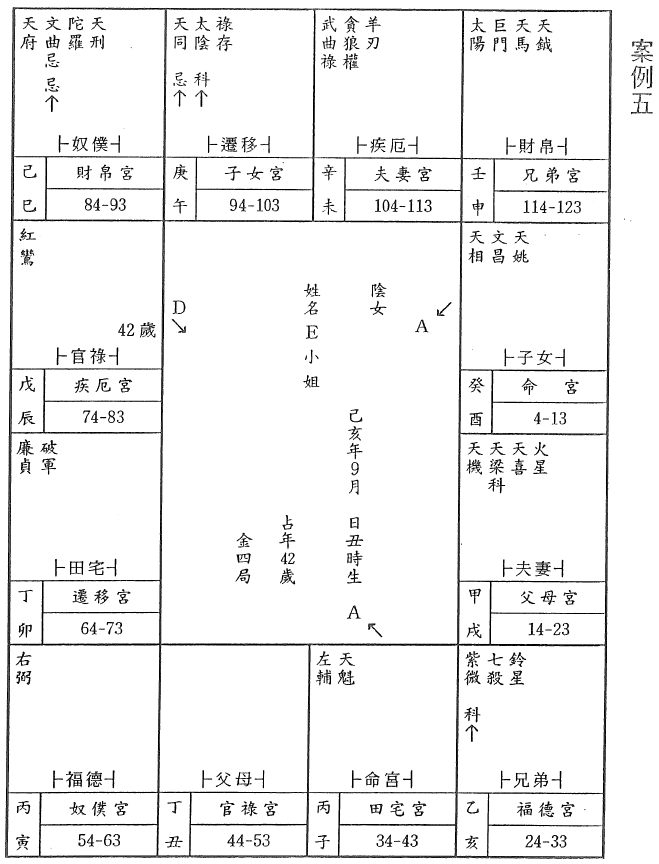 案例五
天府
文曲忌
忌↑
陀羅
天刑
├奴僕┤
己巳
財帛宮
84-93
天同
忌↑
太陰
科↑
祿存
├遷移┤
庚午
子女宮
94-103
武曲祿
貪狼權
羊刃
├疾厄┤
辛未
夫妻宮
104-113
太陽
巨門
天馬
天鉞
├財帛┤
壬申
兄弟宮
114-123
紅鸞
42歲
├官祿┤
戊辰
疾厄宮
74-83
天相
文昌
天姚
├子女┤
癸酉
命宮
4-13
廉貞
破軍
├田宅┤
丁卯
遷移宮
64-73
天機
天梁科
天喜
火星
├夫妻┤
甲戌
父母宮
14-23
陰女
A
姓名E小姐
D
己亥年9月 日丑時生
占年42歲
金四局
A
右弼
├福德┤
丙寅
奴僕宮
54-63
├父母┤
丁丑
官祿宮
44-53
左輔
天魁
├命宮┤
丙子
田宅宮
34-43
紫微
科↑
七殺
鈴星
├兄弟┤
乙亥
福德宮
24-33